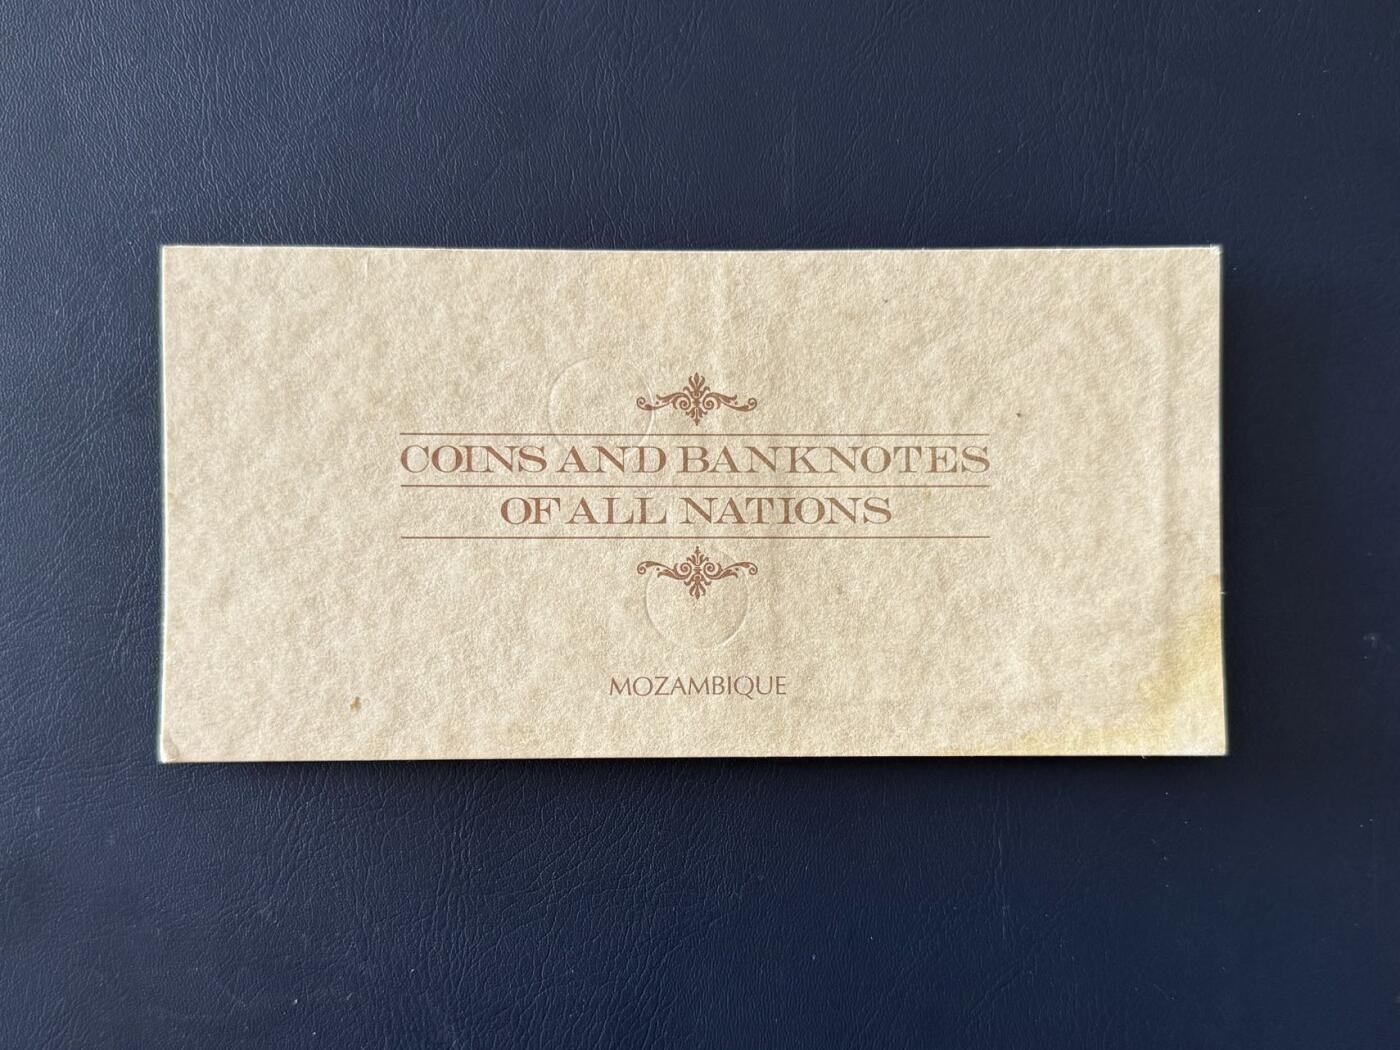 COINS AND BANKNOTES
OF ALL NATIONS
MOZAMBIQUE